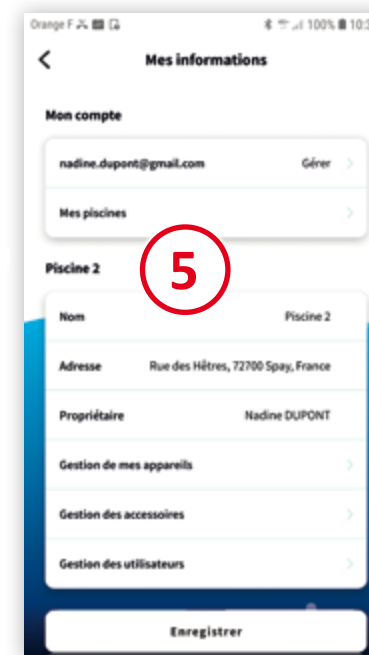 Orange F 100% 10:3
Mes informations
Mon compte
nadine.dupont@gmail.com Gérer
Mes piscines
Piscine 2
5
Nom Piscine 2
Adresse Rue des Hêtres, 72700 Spay, France
Propriétaire Nadine DUPONT
Gestion de mes appareils
Gestion des accessoires
Gestion des utilisateurs
Enregistrer